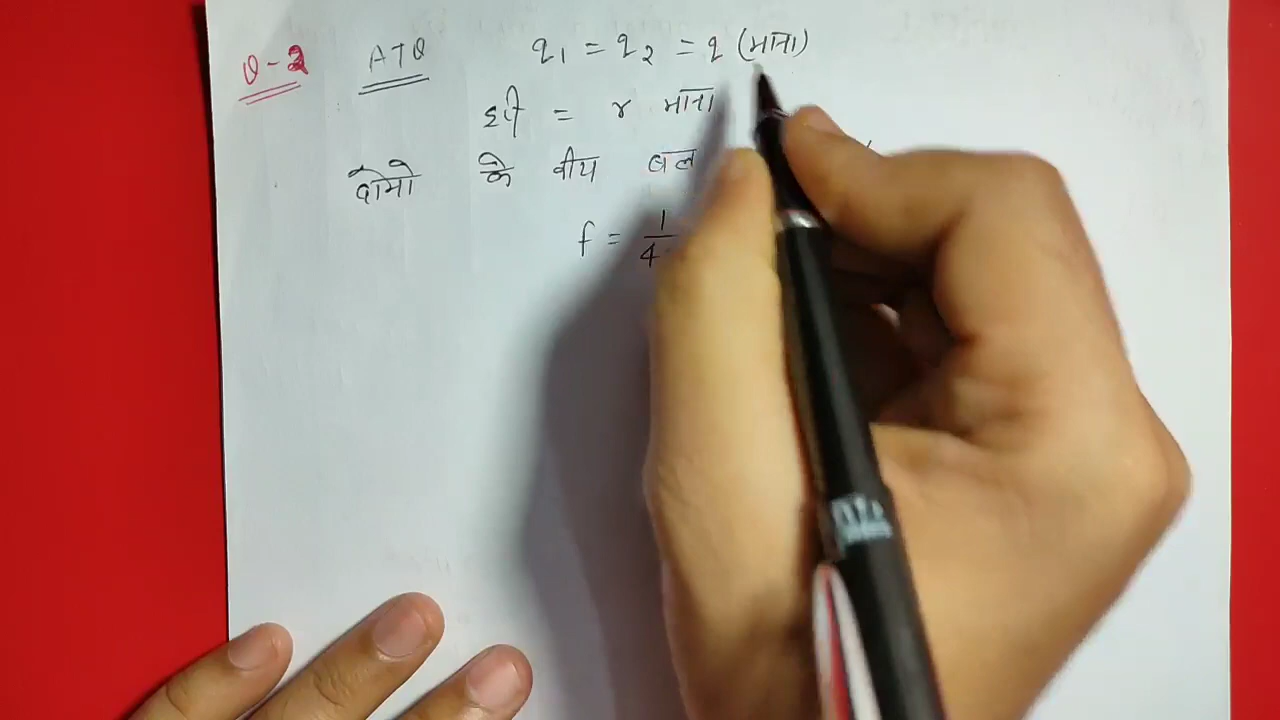 Q-2 ATQ q1 = q2 = q (माना)
दूरी = r माना
दोनो के बीच बल
f = 1/4